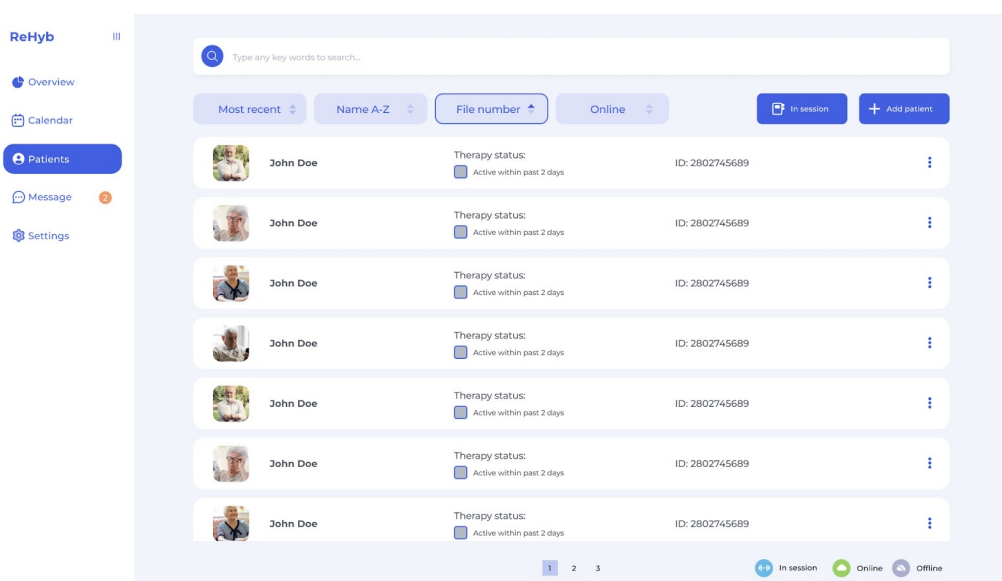 ReHyb
Overview
Calendar
Patients
Message 2
Settings
Type any key words to search...
Most recent Name A-Z File number Online In session Add patient
Therapy status:
John Doe ID: 2802745689
Active within past 2 days
Therapy status:
John Doe ID: 2802745689
Active within past 2 days
Therapy status:
John Doe ID: 2802745689
Active within past 2 days
Therapy status:
John Doe ID: 2802745689
Active within past 2 days
Therapy status:
John Doe ID: 2802745689
Active within past 2 days
Therapy status:
John Doe ID: 2802745689
Active within past 2 days
Therapy status:
John Doe ID: 2802745689
Active within past 2 days
1 2 3 In session Online Offline